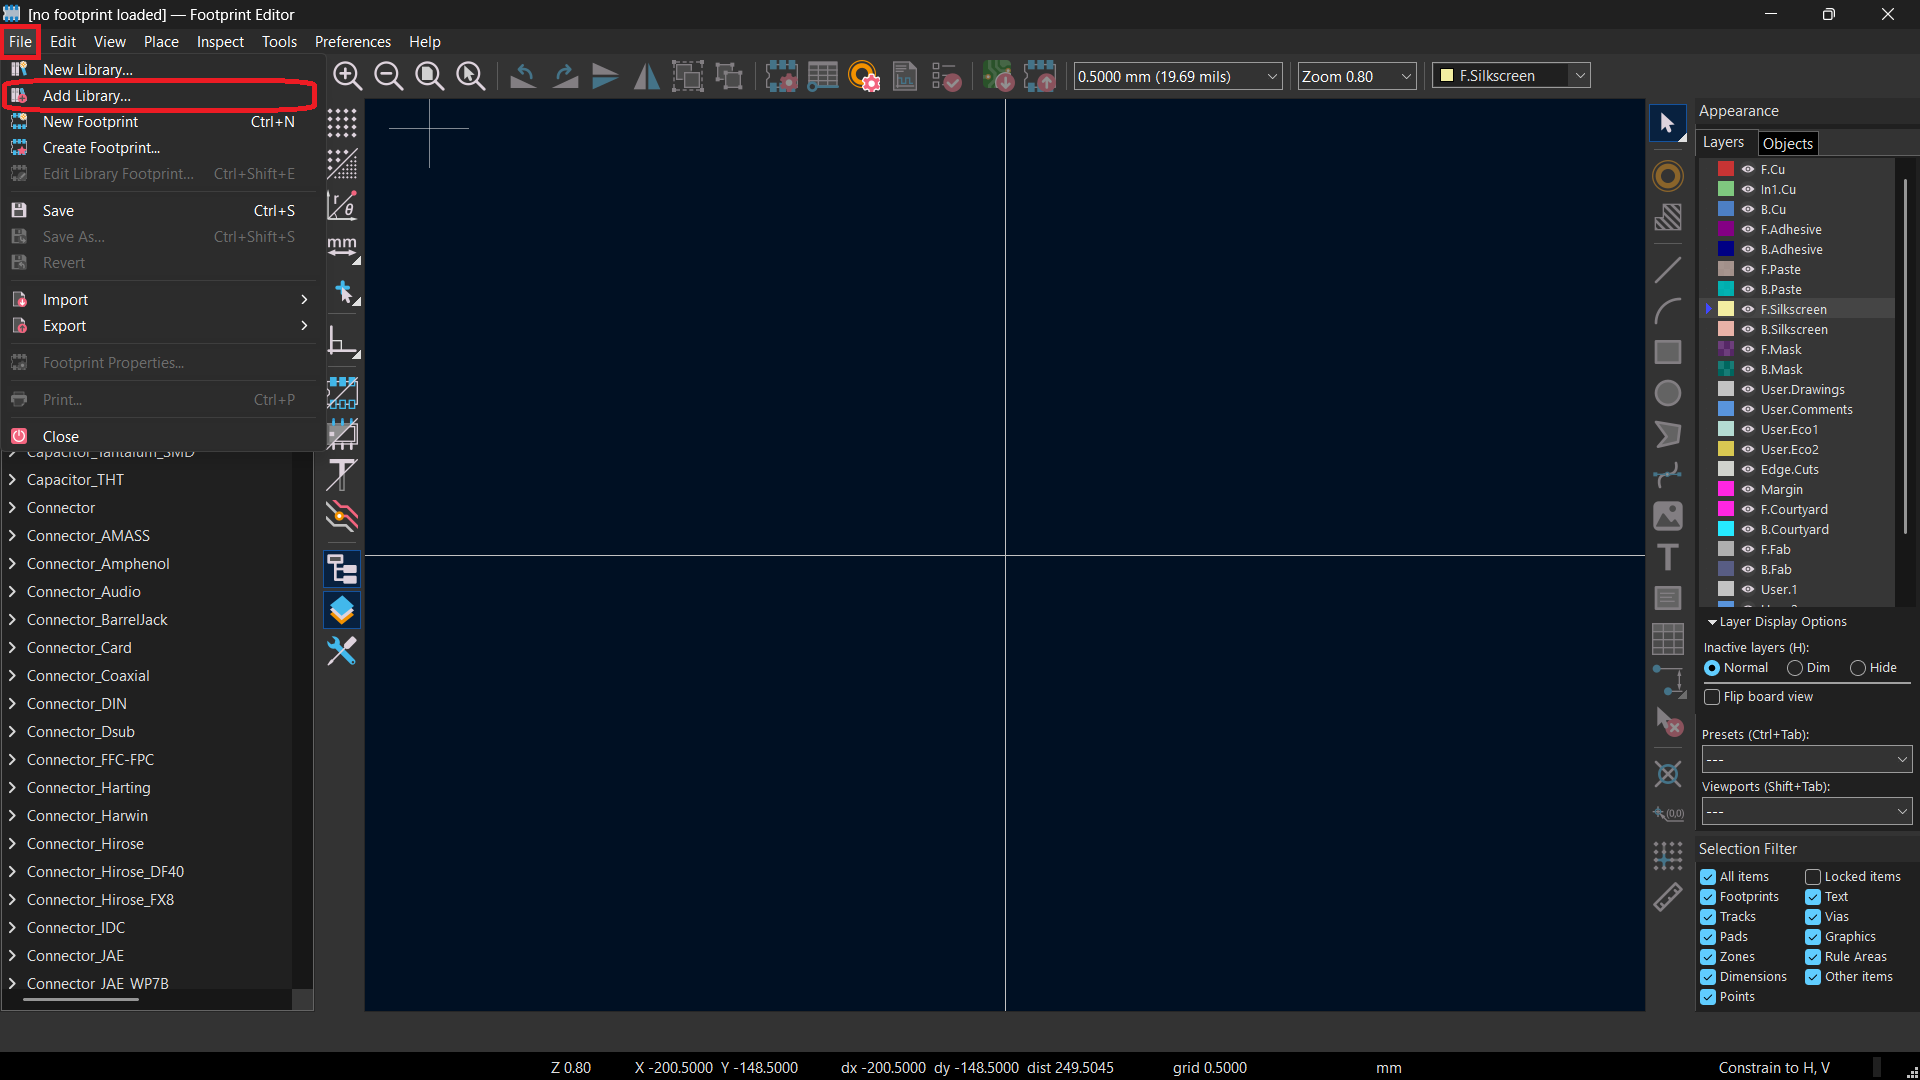 [no footprint loaded] — Footprint Editor
File Edit View Place Inspect Tools Preferences Help
New Library...
Add Library...
New Footprint Ctrl+N
Create Footprint...
Edit Library Footprint... Ctrl+Shift+E
Save Ctrl+S
Save As... Ctrl+Shift+S
Revert
Import
Export
Footprint Properties...
Print... Ctrl+P
Close
Capacitor_Tantalum_SMD
Capacitor_THT
Connector
Connector_AMASS
Connector_Amphenol
Connector_Audio
Connector_BarrelJack
Connector_Card
Connector_Coaxial
Connector_DIN
Connector_Dsub
Connector_FFC-FPC
Connector_Harting
Connector_Harwin
Connector_Hirose
Connector_Hirose_DF40
Connector_Hirose_FX8
Connector_IDC
Connector_JAE
Connector_JAE_WP7B
0.5000 mm (19.69 mils)
Zoom 0.80
F.Silkscreen
r
θ
mm
(0,0)
Appearance
Layers Objects
F.Cu
In1.Cu
B.Cu
F.Adhesive
B.Adhesive
F.Paste
B.Paste
F.Silkscreen
B.Silkscreen
F.Mask
B.Mask
User.Drawings
User.Comments
User.Eco1
User.Eco2
Edge.Cuts
Margin
F.Courtyard
B.Courtyard
F.Fab
B.Fab
User.1
Layer Display Options
Inactive layers (H):
Normal Dim Hide
Flip board view
Presets (Ctrl+Tab):
---
Viewports (Shift+Tab):
---
Selection Filter
All items Locked items
Footprints Text
Tracks Vias
Pads Graphics
Zones Rule Areas
Dimensions Other items
Points
Z 0.80 X -200.5000 Y -148.5000 dx -200.5000 dy -148.5000 dist 249.5045 grid 0.5000 mm Constrain to H, V